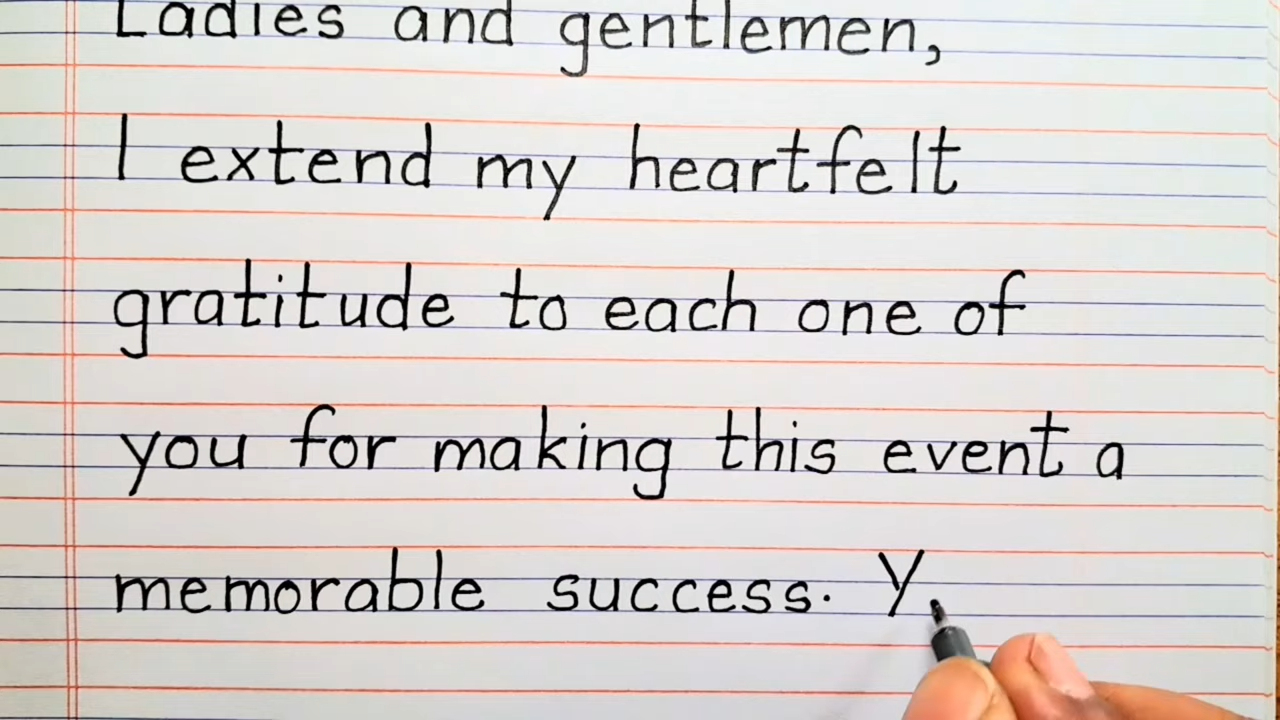 Ladies and gentlemen,
I extend my heartfelt
gratitude to each one of
you for making this event a
memorable success. Y